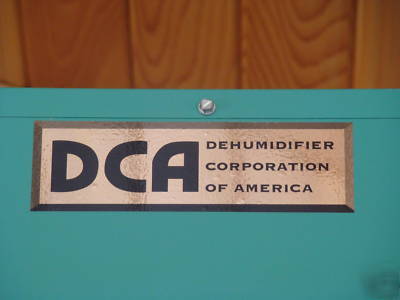 DCA
DEHUMIDIFIER
CORPORATION
OF AMERICA